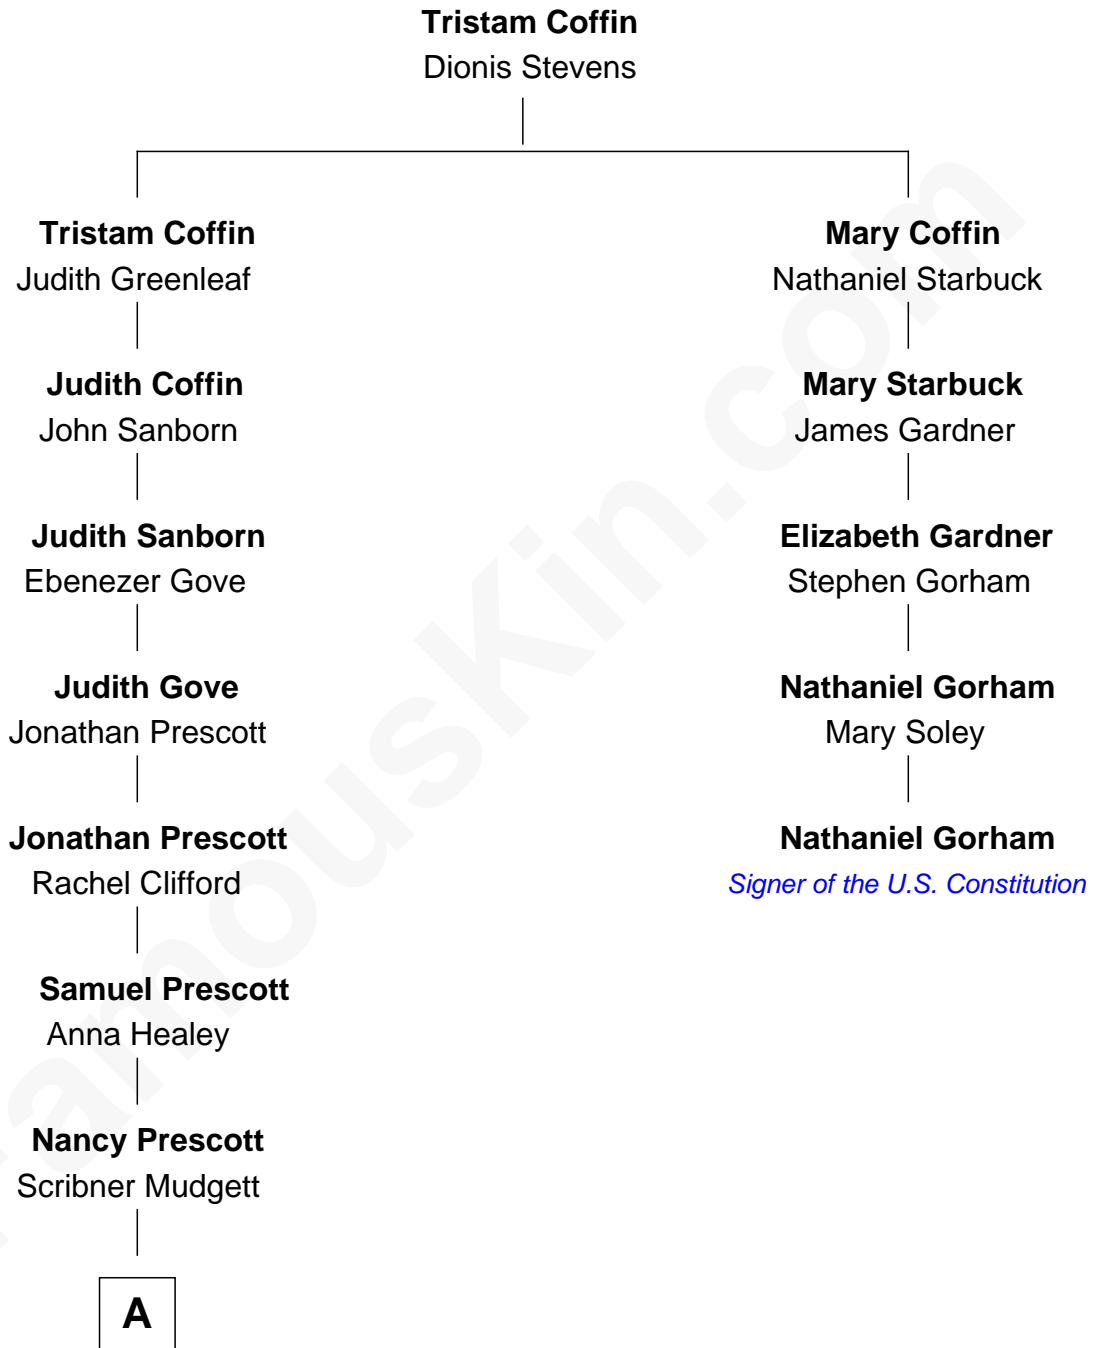 Tristam Coffin
Dionis Stevens
Tristam Coffin
Judith Greenleaf
Mary Coffin
Nathaniel Starbuck
Judith Coffin
John Sanborn
Mary Starbuck
James Gardner
Judith Sanborn
Ebenezer Gove
Elizabeth Gardner
Stephen Gorham
Judith Gove
Jonathan Prescott
Nathaniel Gorham
Mary Soley
Jonathan Prescott
Rachel Clifford
Nathaniel Gorham
Signer of the U.S. Constitution
Samuel Prescott
Anna Healey
Nancy Prescott
Scribner Mudgett
A
FamousKin.com